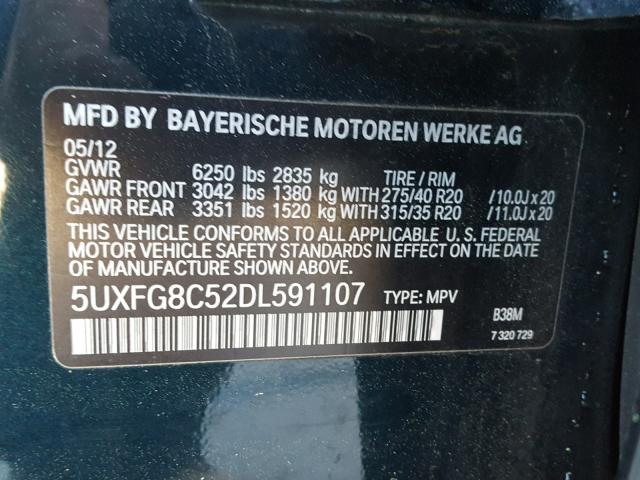 MFD BY BAYERISCHE MOTOREN WERKE AG
05/12
GVWR 6250 lbs 2835 kg TIRE / RIM
GAWR FRONT 3042 lbs 1380 kg WITH 275/40 R20 /10.0J x 20
GAWR REAR 3351 lbs 1520 kg WITH 315/35 R20 /11.0J x 20
THIS VEHICLE CONFORMS TO ALL APPLICABLE U. S. FEDERAL
MOTOR VEHICLE SAFETY STANDARDS IN EFFECT ON THE
DATE OF MANUFACTURE SHOWN ABOVE.
5UXFG8C52DL591107 TYPE: MPV B38M
7 320 729